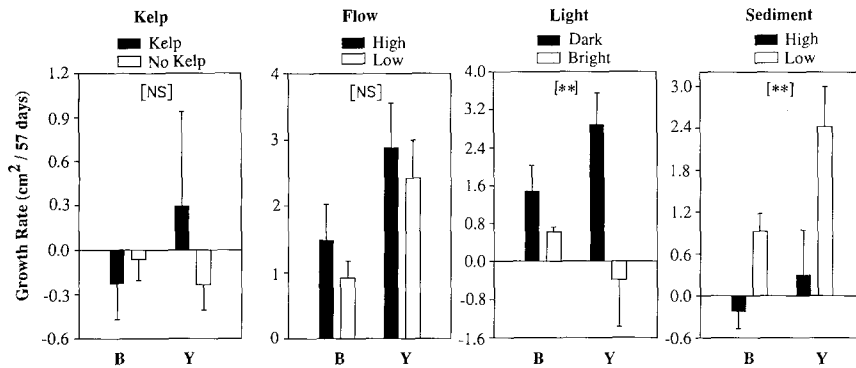 Kelp
Kelp
No Kelp
[NS]
Growth Rate (cm2 / 57 days)
1.2
0.9
0.6
0.3
0.0
-0.3
-0.6
B Y
Flow
High
Low
[NS]
4
3
2
1
0
B Y
Light
Dark
Bright
[**]
4.0
3.2
2.4
1.6
0.8
0.0
-0.8
-1.6
B Y
Sediment
High
Low
[**]
3.0
2.4
1.2
0.6
0.0
-0.6
B Y